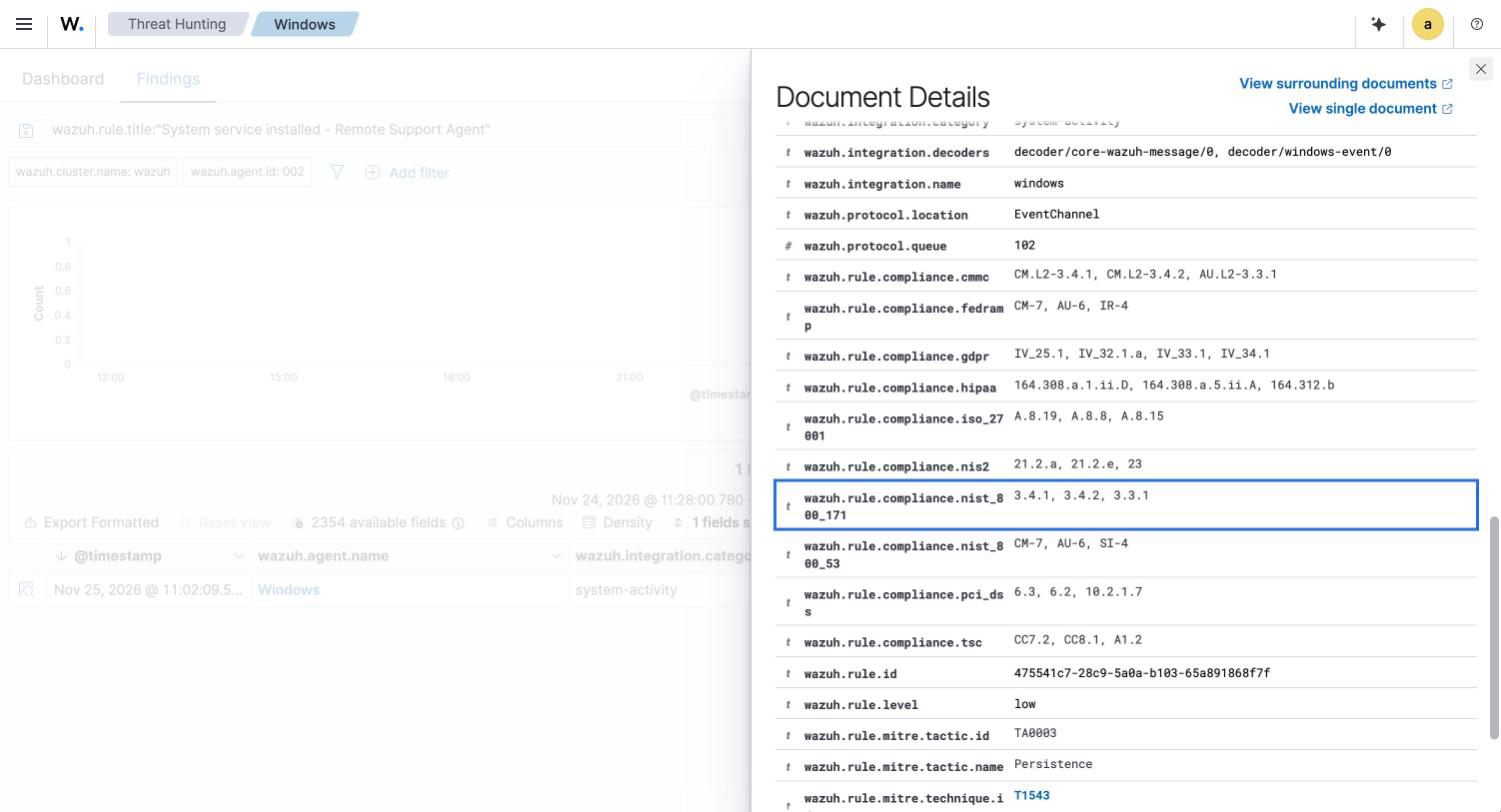 W.
Threat Hunting
Windows
a
Dashboard
Findings
wazuh.rule.title:"System service installed - Remote Support Agent"
wazuh.cluster.name: wazuh
wazuh.agent.id: 002
Add filter
Count
1
0.8
0.6
0.4
0.2
0
12:00
15:00
18:00
21:00
@timestar
1 h
Nov 24, 2026 @ 11:28:00.780 -
Export Formatted
Reset view
2354 available fields
Columns
Density
1 fields s
@timestamp
wazuh.agent.name
wazuh.integration.catego
Nov 25, 2026 @ 11:02:09.5...
Windows
system-activity
Document Details
View surrounding documents
View single document
t wazuh.integration.category system-activity
t wazuh.integration.decoders decoder/core-wazuh-message/0, decoder/windows-event/0
t wazuh.integration.name windows
t wazuh.protocol.location EventChannel
# wazuh.protocol.queue 102
t wazuh.rule.compliance.cmmc CM.L2-3.4.1, CM.L2-3.4.2, AU.L2-3.3.1
t wazuh.rule.compliance.fedram CM-7, AU-6, IR-4
p
t wazuh.rule.compliance.gdpr IV_25.1, IV_32.1.a, IV_33.1, IV_34.1
t wazuh.rule.compliance.hipaa 164.308.a.1.ii.D, 164.308.a.5.ii.A, 164.312.b
t wazuh.rule.compliance.iso_27 A.8.19, A.8.8, A.8.15
001
t wazuh.rule.compliance.nis2 21.2.a, 21.2.e, 23
t wazuh.rule.compliance.nist_8 3.4.1, 3.4.2, 3.3.1
00_171
t wazuh.rule.compliance.nist_8 CM-7, AU-6, SI-4
00_53
t wazuh.rule.compliance.pci_ds 6.3, 6.2, 10.2.1.7
s
t wazuh.rule.compliance.tsc CC7.2, CC8.1, A1.2
t wazuh.rule.id 475541c7-28c9-5a0a-b103-65a891868f7f
t wazuh.rule.level low
t wazuh.rule.mitre.tactic.id TA0003
t wazuh.rule.mitre.tactic.name Persistence
t wazuh.rule.mitre.technique.i T1543